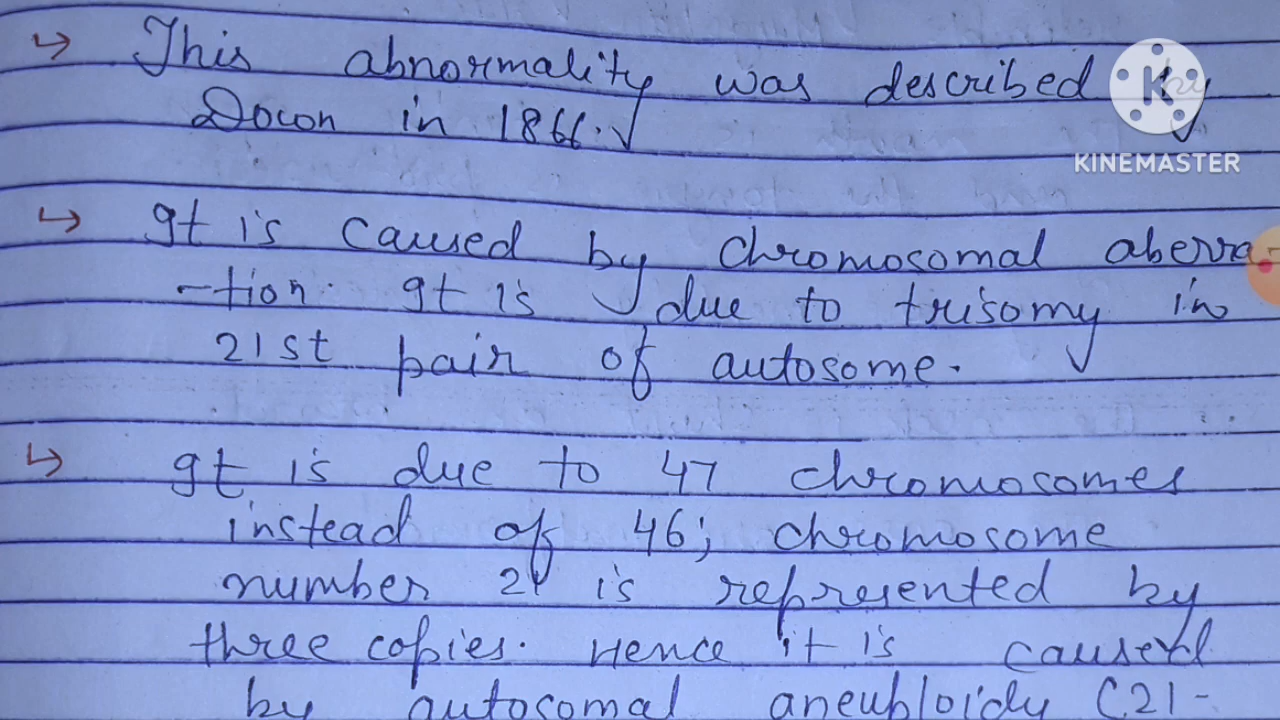 ↳ This abnormality was described by
Down in 1866.
↳ It is caused by chromosomal aberra-
-tion. It is due to trisomy in
21st pair of autosome.
↳ It is due to 47 chromosomes
instead of 46; chromosome
number 21 is represented by
three copies. Hence it is caused
by autosomal aneubloidy (21-
K
KINEMASTER